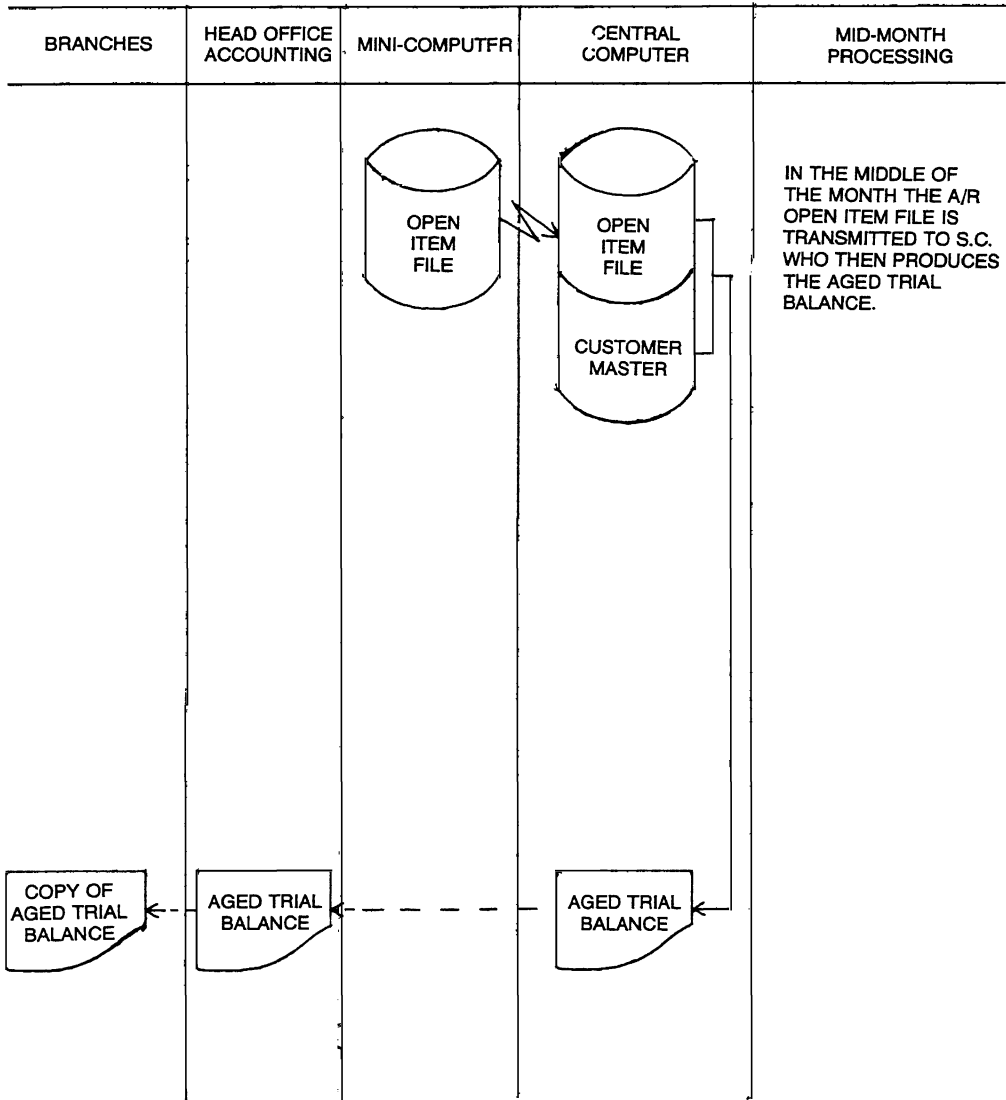 BRANCHES
HEAD OFFICE
ACCOUNTING
MINI-COMPUTFR
CENTRAL
COMPUTER
MID-MONTH
PROCESSING
OPEN
ITEM
FILE
OPEN
ITEM
FILE
CUSTOMER
MASTER
IN THE MIDDLE OF
THE MONTH THE A/R
OPEN ITEM FILE IS
TRANSMITTED TO S.C.
WHO THEN PRODUCES
THE AGED TRIAL
BALANCE.
COPY OF
AGED TRIAL
BALANCE
AGED TRIAL
BALANCE
AGED TRIAL
BALANCE